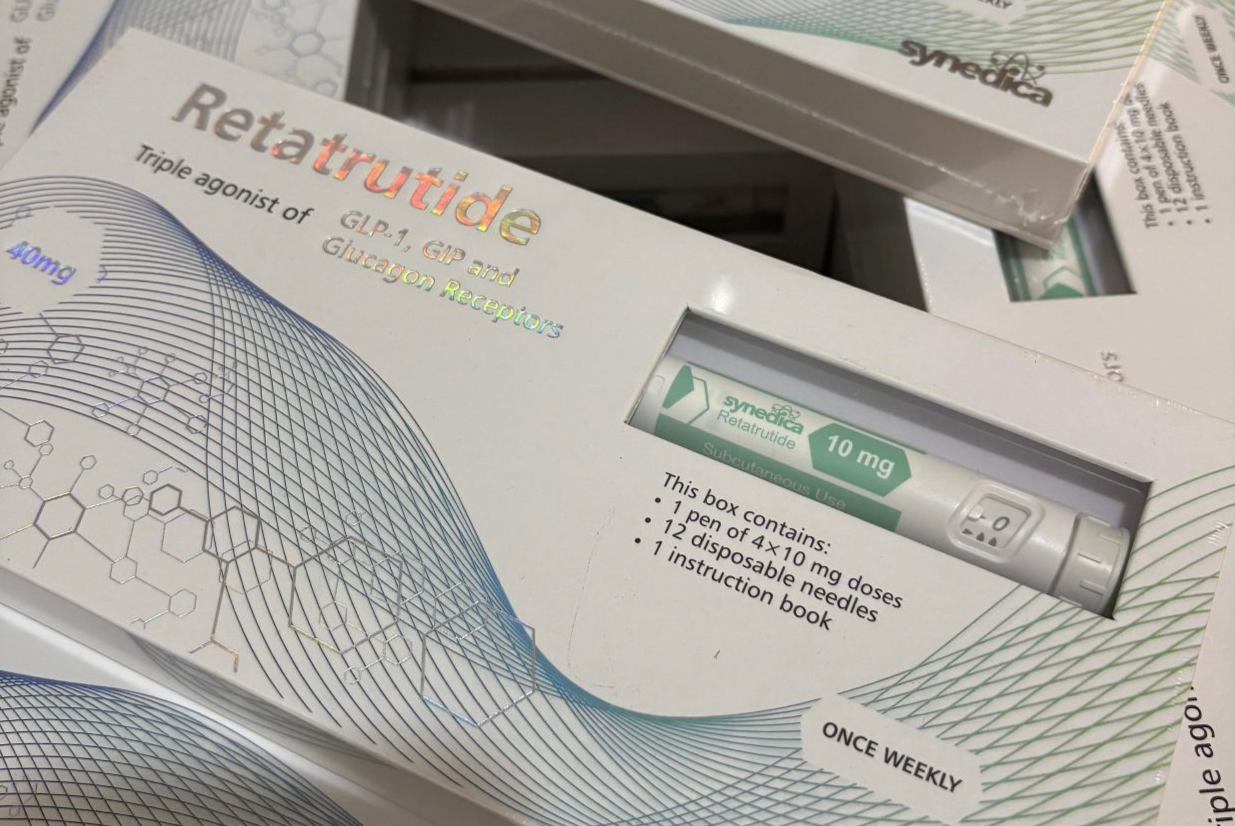 Retatrutide
Triple agonist of
GLP-1, GIP and
Glucagon Receptors
40mg
synedica
Retatrutide
10 mg
Subcutaneous Use
This box contains:
• 1 pen of 4×10 mg doses
• 12 disposable needles
• 1 instruction book
ONCE WEEKLY
synedica
ONCE WEEKLY
This box contains:
• 1 pen of 4×10 mg
• 12 disposable needles
• 1 instruction book
agonist of